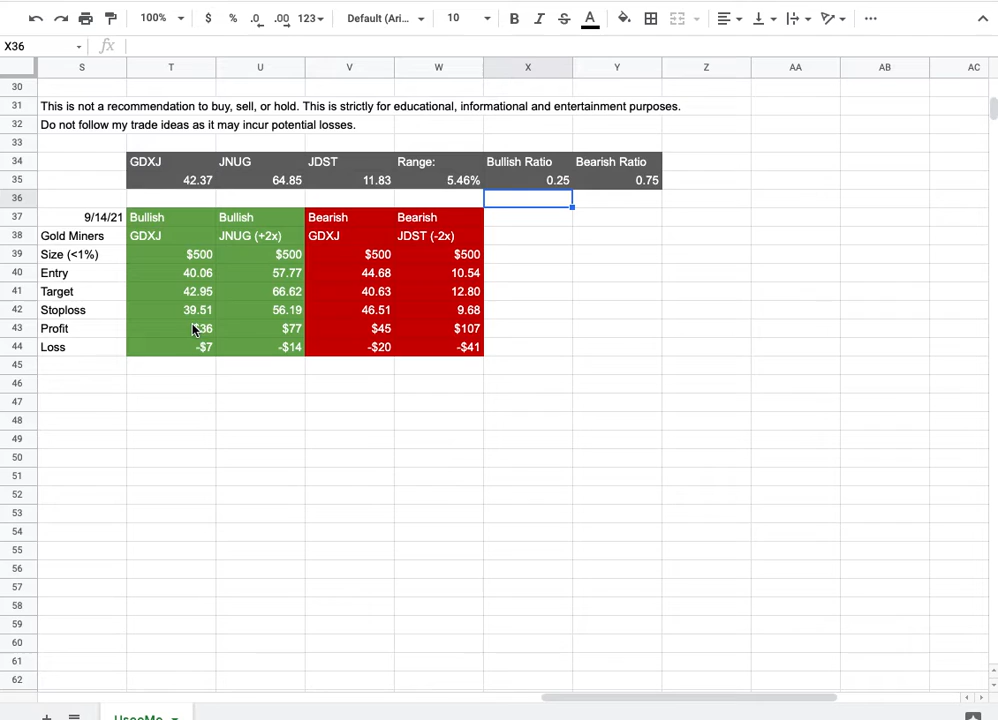 100% $ % .0 .00 123 Default (Ari... 10 B I S A
X36 fx
S T U V W X Y Z AA AB AC
30
31 This is not a recommendation to buy, sell, or hold. This is strictly for educational, informational and entertainment purposes.
32 Do not follow my trade ideas as it may incur potential losses.
33
34 GDXJ JNUG JDST Range: Bullish Ratio Bearish Ratio
35 42.37 64.85 11.83 5.46% 0.25 0.75
36
37 9/14/21 Bullish Bullish Bearish Bearish
38 Gold Miners GDXJ JNUG (+2x) GDXJ JDST (-2x)
39 Size (<1%) $500 $500 $500 $500
40 Entry 40.06 57.77 44.68 10.54
41 Target 42.95 66.62 40.63 12.80
42 Stoploss 39.51 56.19 46.51 9.68
43 Profit $36 $77 $45 $107
44 Loss -$7 -$14 -$20 -$41
45
46
47
48
49
50
51
52
53
54
55
56
57
58
59
60
61
62